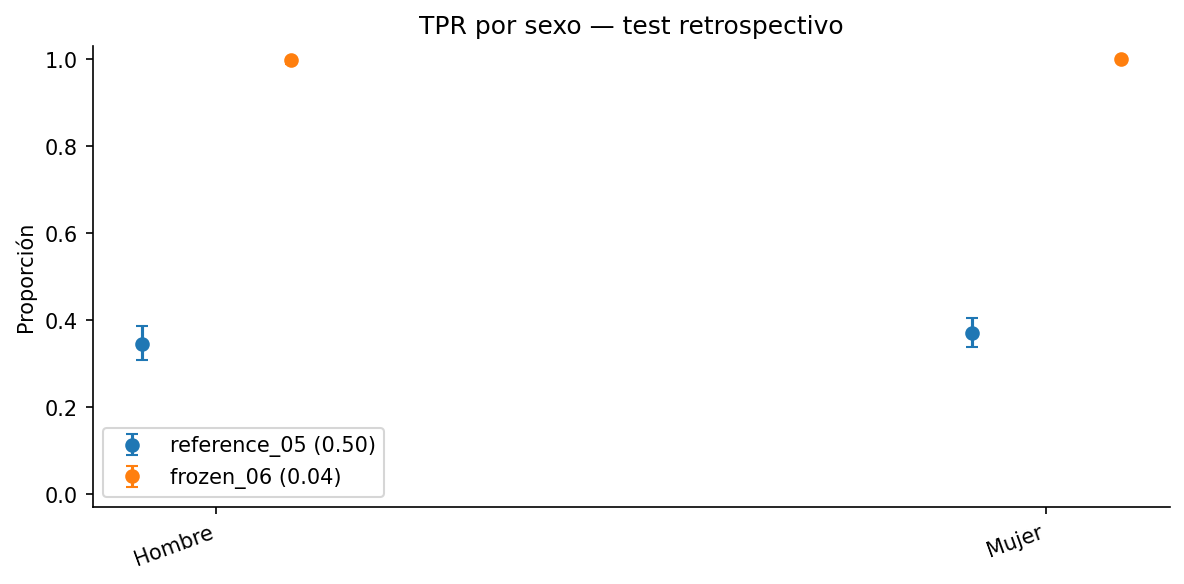 TPR por sexo — test retrospectivo
Proporción
1.0
0.8
0.6
0.4
0.2
0.0
reference_05 (0.50)
frozen_06 (0.04)
Hombre
Mujer